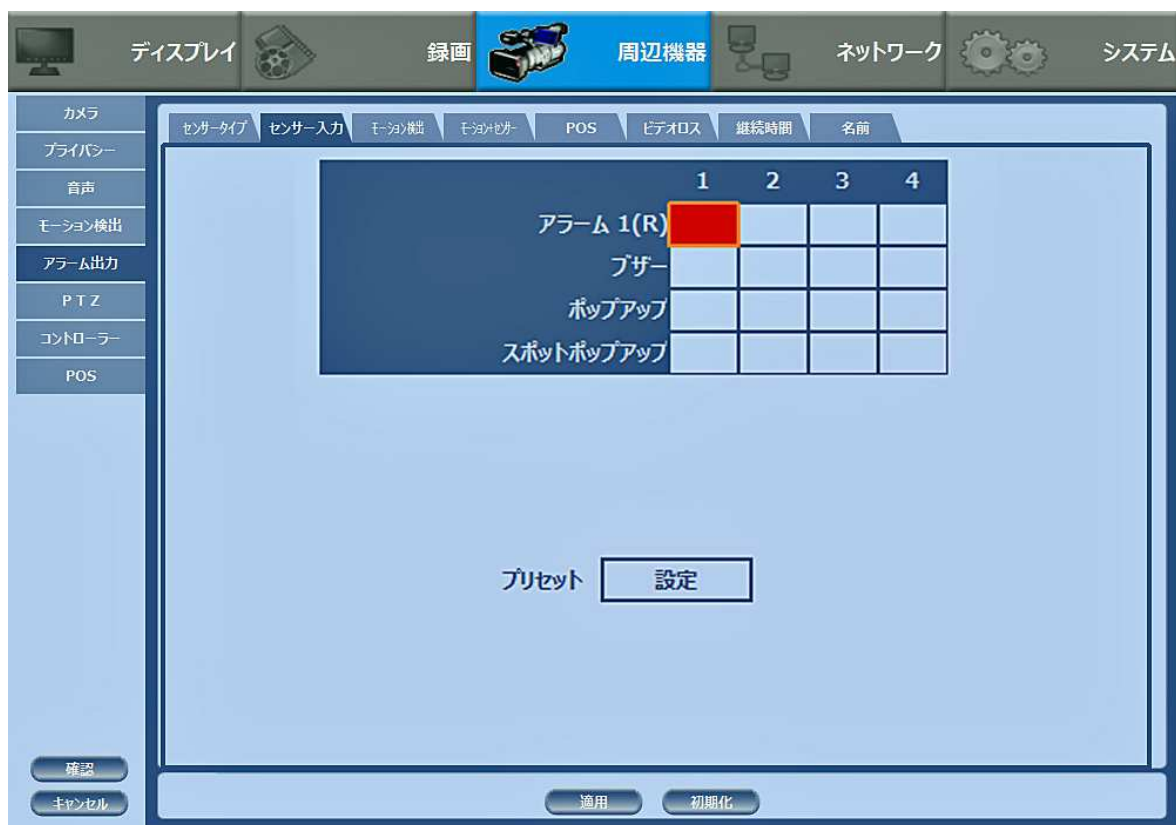 ディスプレイ 録画 周辺機器 ネットワーク システム
カメラ
プライバシー
音声
モーション検出
アラーム出力
PTZ
コントローラー
POS
センサータイプ センサー入力 モーション検出 モーション+センサー POS ビデオロス 継続時間 名前
1 2 3 4
アラーム 1(R)
ブザー
ポップアップ
スポットポップアップ
プリセット 設定
確認
キャンセル
適用 初期化